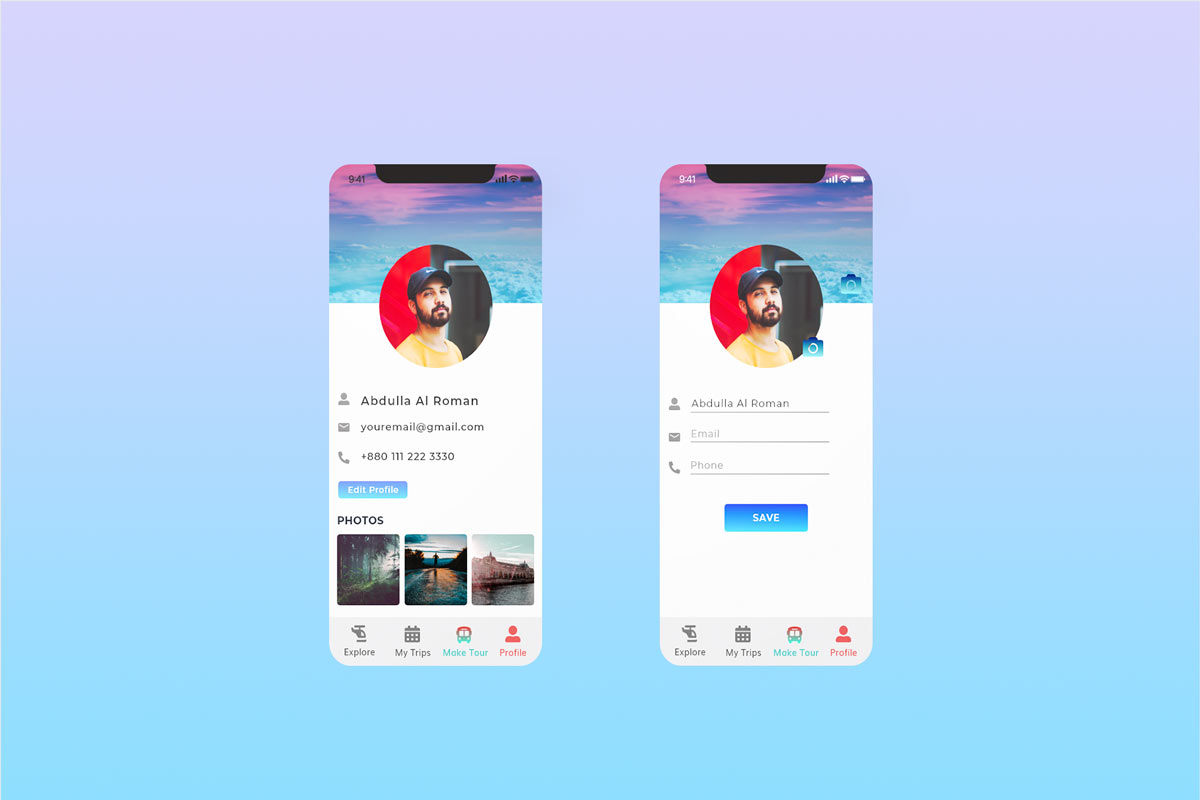 9:41
Abdulla Al Roman
youremail@gmail.com
+880 111 222 3330
Edit Profile
PHOTOS
Explore My Trips Make Tour Profile
9:41
Abdulla Al Roman
Email
Phone
SAVE
Explore My Trips Make Tour Profile